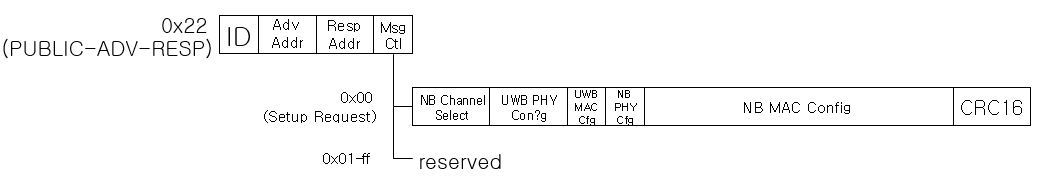 0x22
(PUBLIC-ADV-RESP)
ID
Adv
Addr
Resp
Addr
Msg
Ctl
0x00
(Setup Request)
NB Channel
Select
UWB PHY
Con?g
UWB
MAC
Cfg
NB
PHY
Cfg
NB MAC Config
CRC16
0x01-ff
reserved